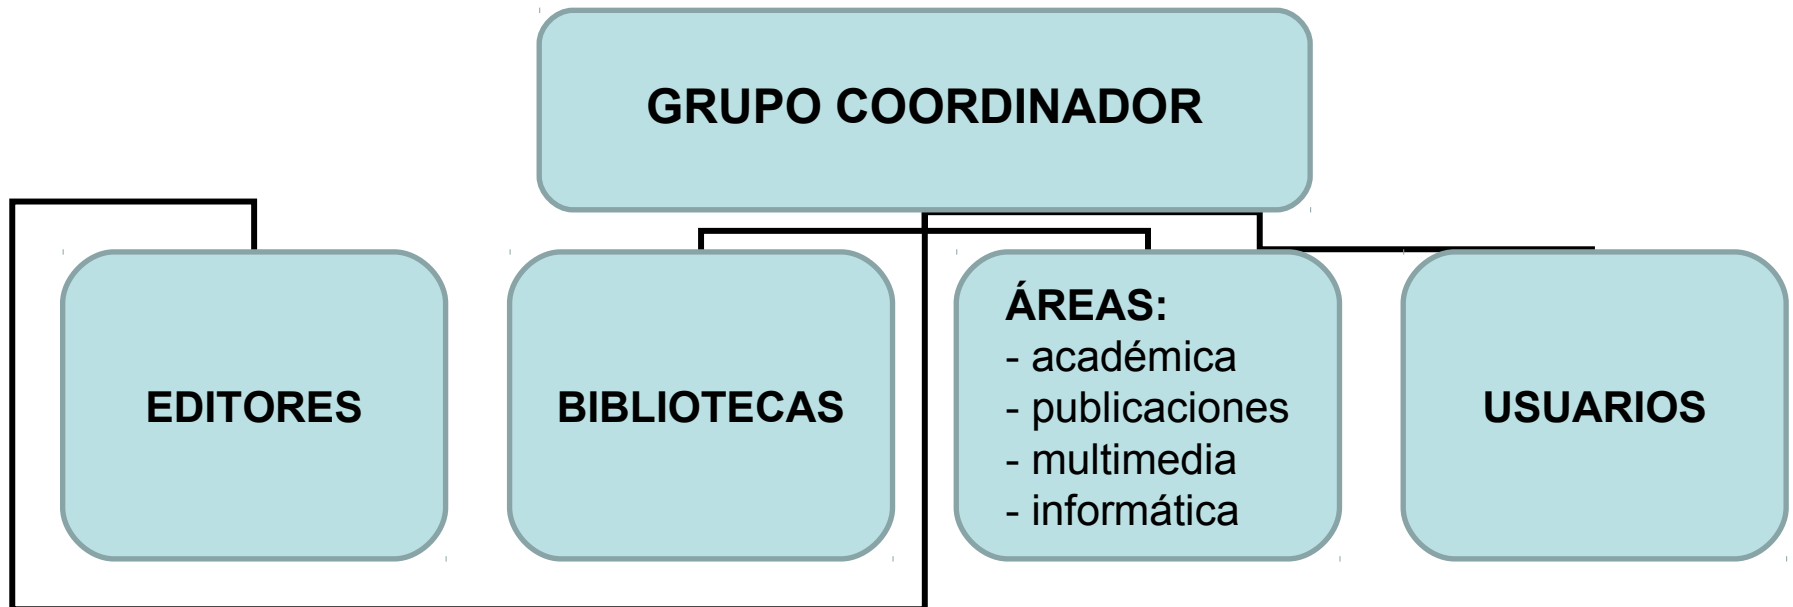 GRUPO COORDINADOR
EDITORES
BIBLIOTECAS
ÁREAS:
- académica
- publicaciones
- multimedia
- informática
USUARIOS